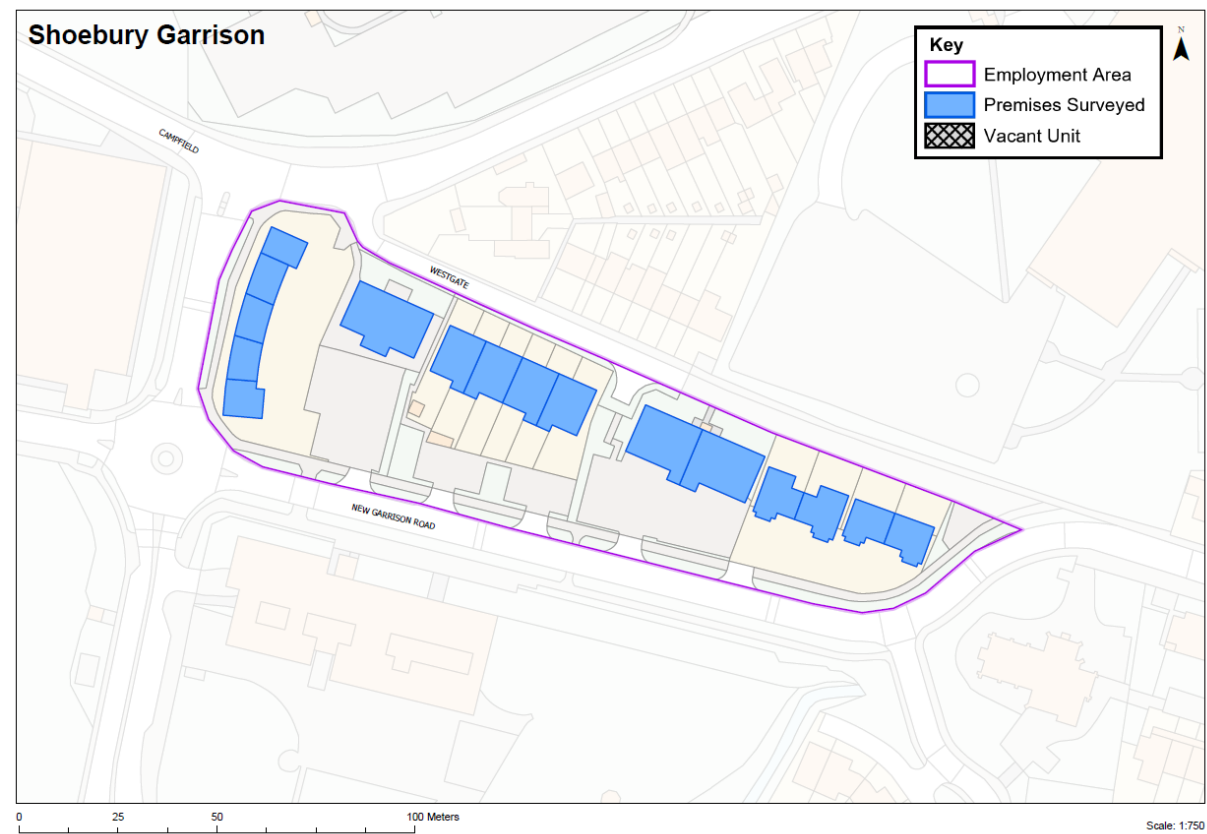 Shoebury Garrison
N
Key
Employment Area
Premises Surveyed
Vacant Unit
CAMPFIELD
WESTGATE
NEW GARRISON ROAD
0 25 50 100 Meters
Scale: 1:750